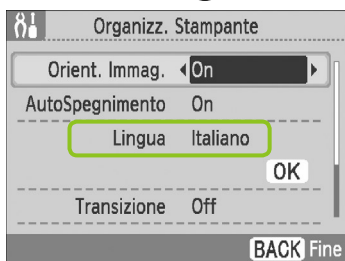 Organizz. Stampante
Orient. Immag. On
AutoSpegnimento On
Lingua Italiano
OK
Transizione Off
BACK Fine